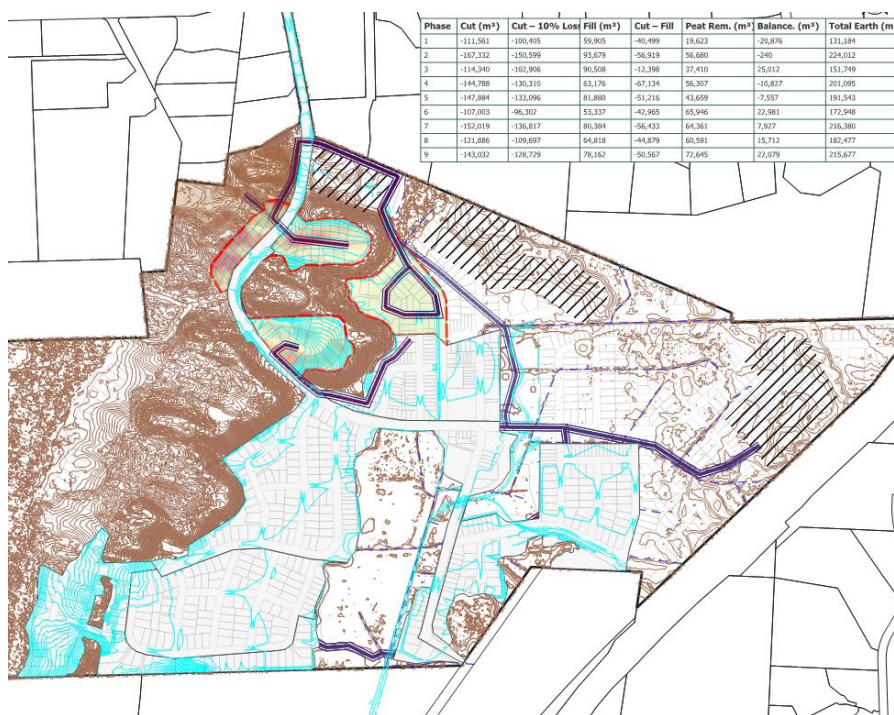 Phase Cut (m³) Cut – 10% Loss Fill (m³) Cut – Fill Peat Rem. (m³) Balance. (m³) Total Earth (m
1 -111,561 -100,405 59,905 -40,499 19,623 -20,876 131,184
2 -167,332 -150,599 93,679 -56,919 56,680 -240 224,012
3 -114,340 -102,906 90,508 -12,398 37,410 25,012 151,749
4 -144,788 -130,310 63,176 -67,134 56,307 -10,827 201,095
5 -147,884 -133,096 81,880 -51,216 43,659 -7,557 191,543
6 -107,003 -96,302 53,337 -42,965 65,946 22,981 172,948
7 -152,019 -136,817 80,384 -56,433 64,361 7,927 216,380
8 -121,886 -109,697 64,818 -44,879 60,591 15,712 182,477
9 -143,032 -128,729 78,162 -50,567 72,645 22,079 215,677